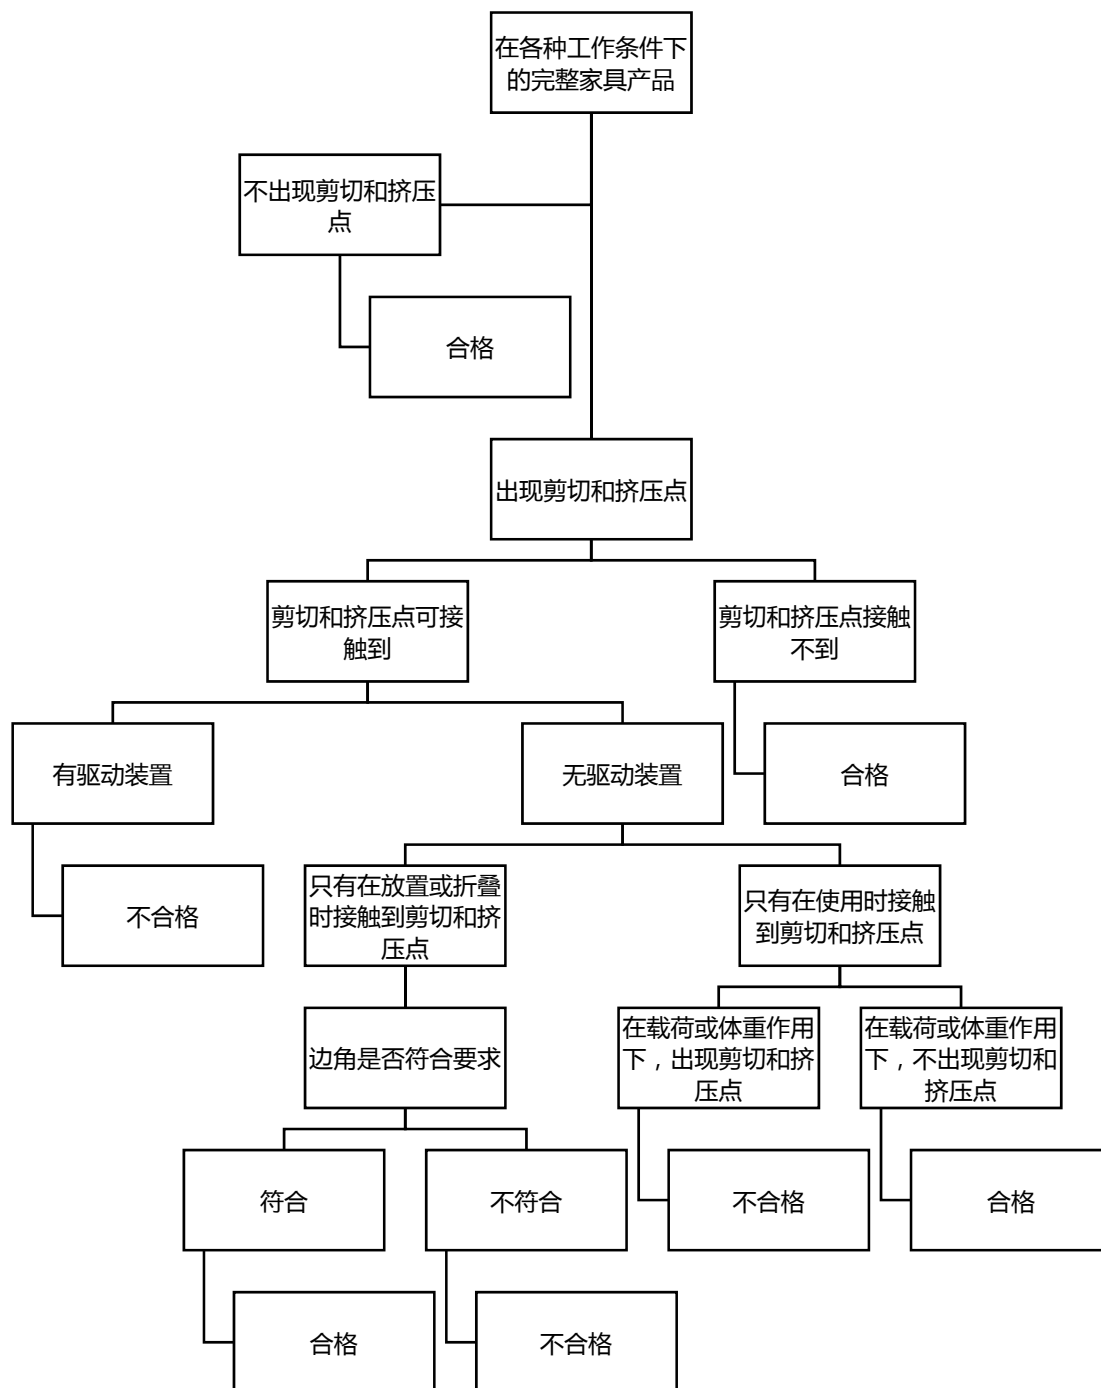 在各种工作条件下
的完整家具产品
不出现剪切和挤压
点
合格
出现剪切和挤压点
剪切和挤压点可接
触到
剪切和挤压点接触
不到
有驱动装置
无驱动装置
合格
不合格
只有在放置或折叠
时接触到剪切和挤
压点
只有在使用时接触
到剪切和挤压点
边角是否符合要求
在载荷或体重作用
下，出现剪切和挤
压点
在载荷或体重作用
下，不出现剪切和
挤压点
符合
不符合
不合格
合格
合格
不合格